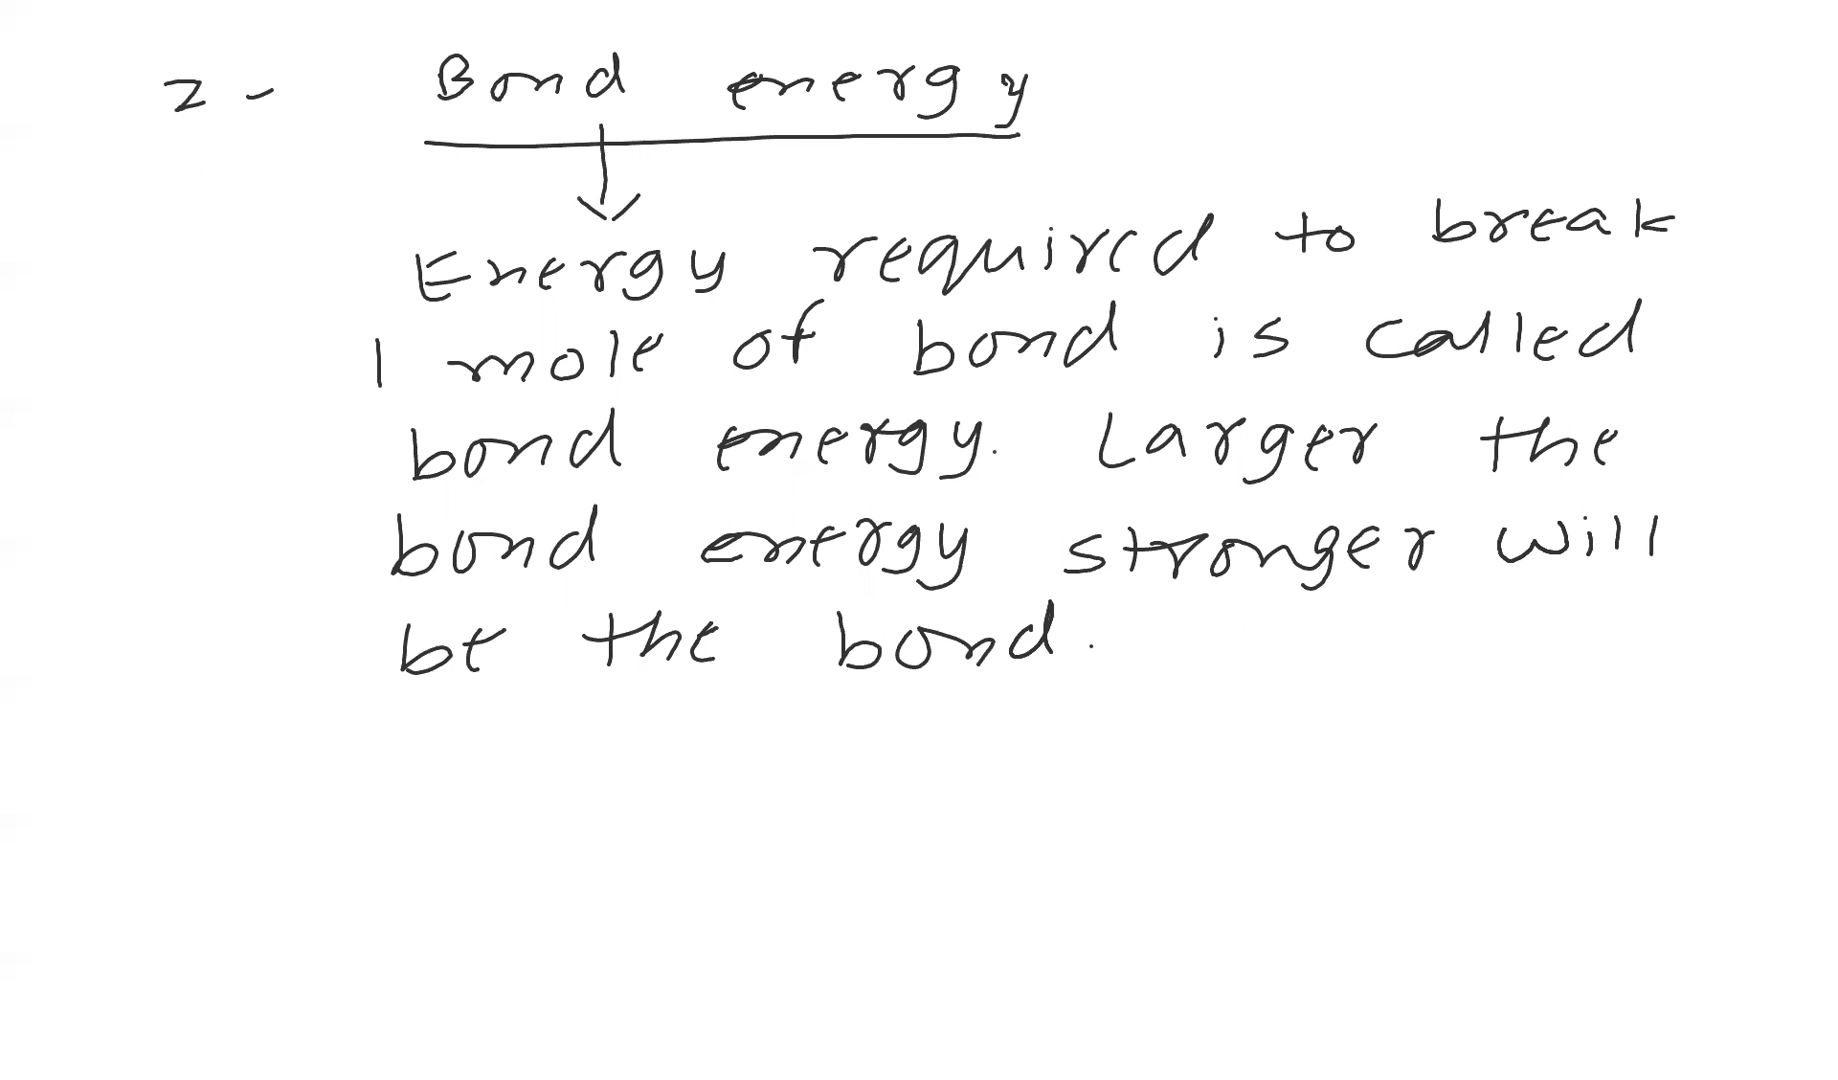 2- Bond energy
Energy required to break
1 mole of bond is called
bond energy. Larger the
bond energy stronger will
be the bond.